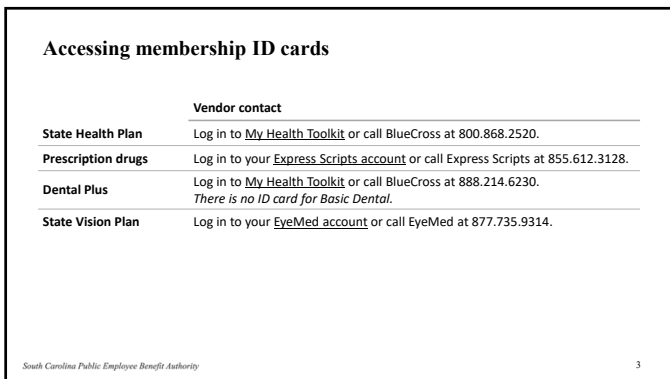 Accessing membership ID cards
Vendor contact
State Health Plan Log in to My Health Toolkit or call BlueCross at 800.868.2520.
Prescription drugs Log in to your Express Scripts account or call Express Scripts at 855.612.3128.
Dental Plus Log in to My Health Toolkit or call BlueCross at 888.214.6230.
There is no ID card for Basic Dental.
State Vision Plan Log in to your EyeMed account or call EyeMed at 877.735.9314.
South Carolina Public Employee Benefit Authority 3